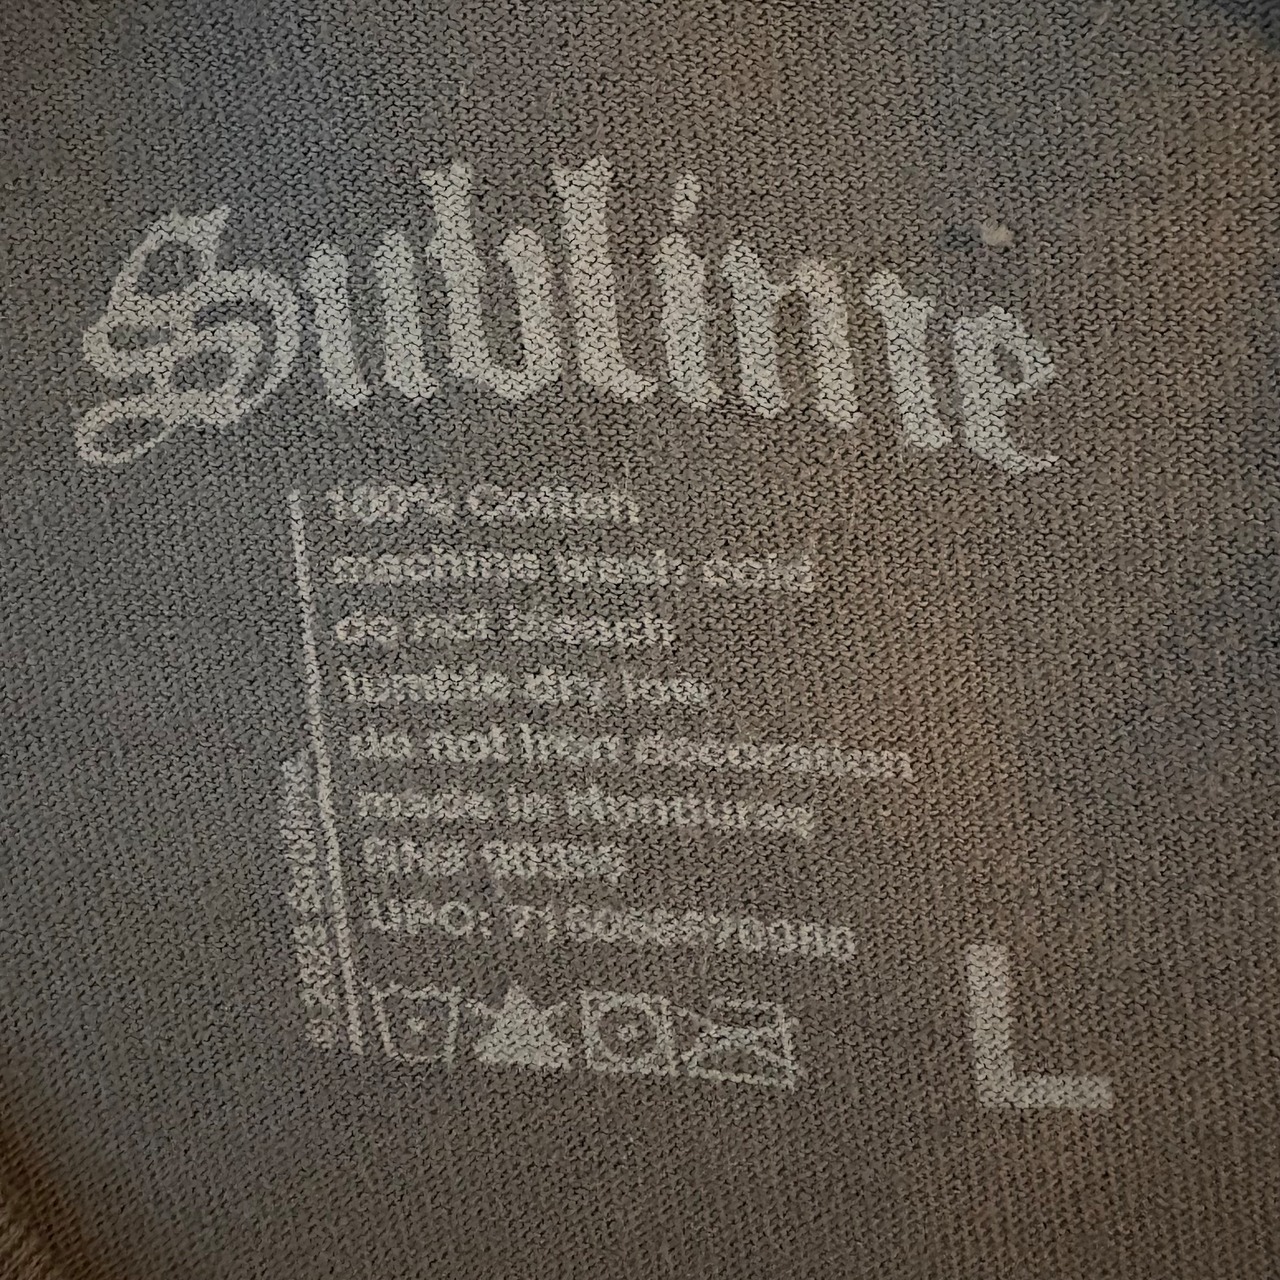 Sublime
100% Cotton
machine wash cold
do not bleach
tumble dry low
do not iron decoration
made in Honduras
UPC:
L